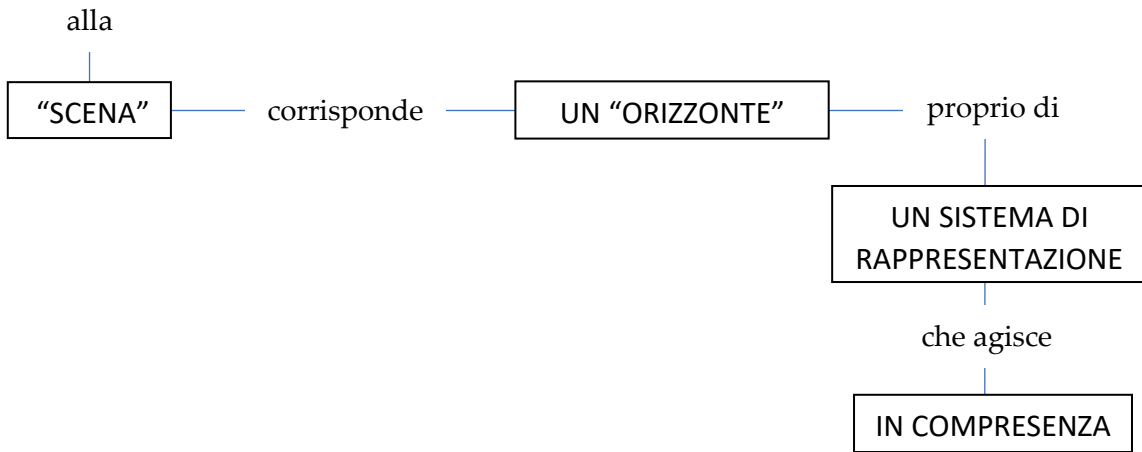 alla
“SCENA”
corrisponde
UN “ORIZZONTE”
proprio di
UN SISTEMA DI
RAPPRESENTAZIONE
che agisce
IN COMPRESENZA